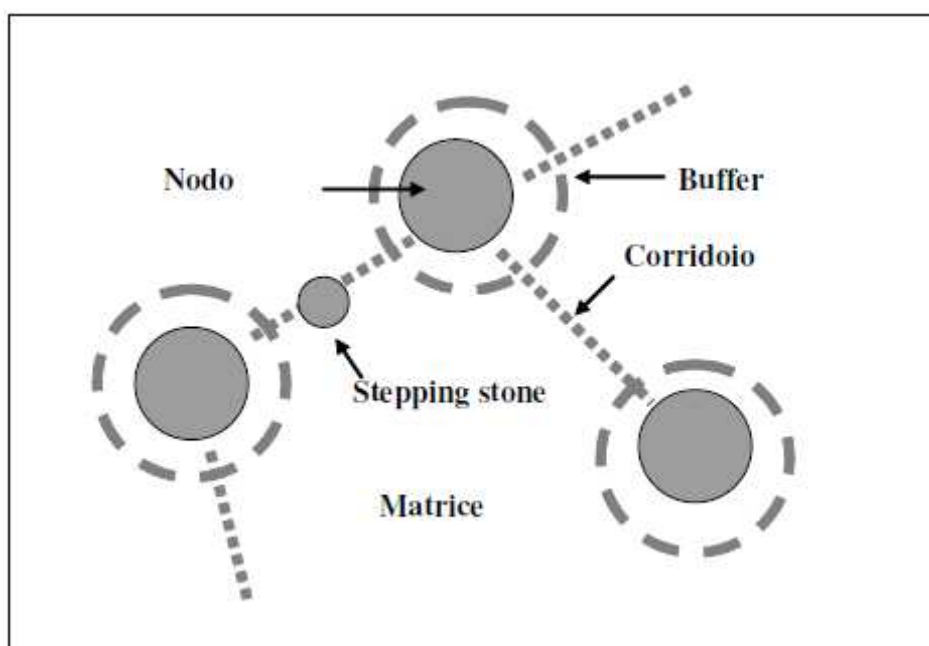 Nodo
Buffer
Corridoio
Stepping stone
Matrice